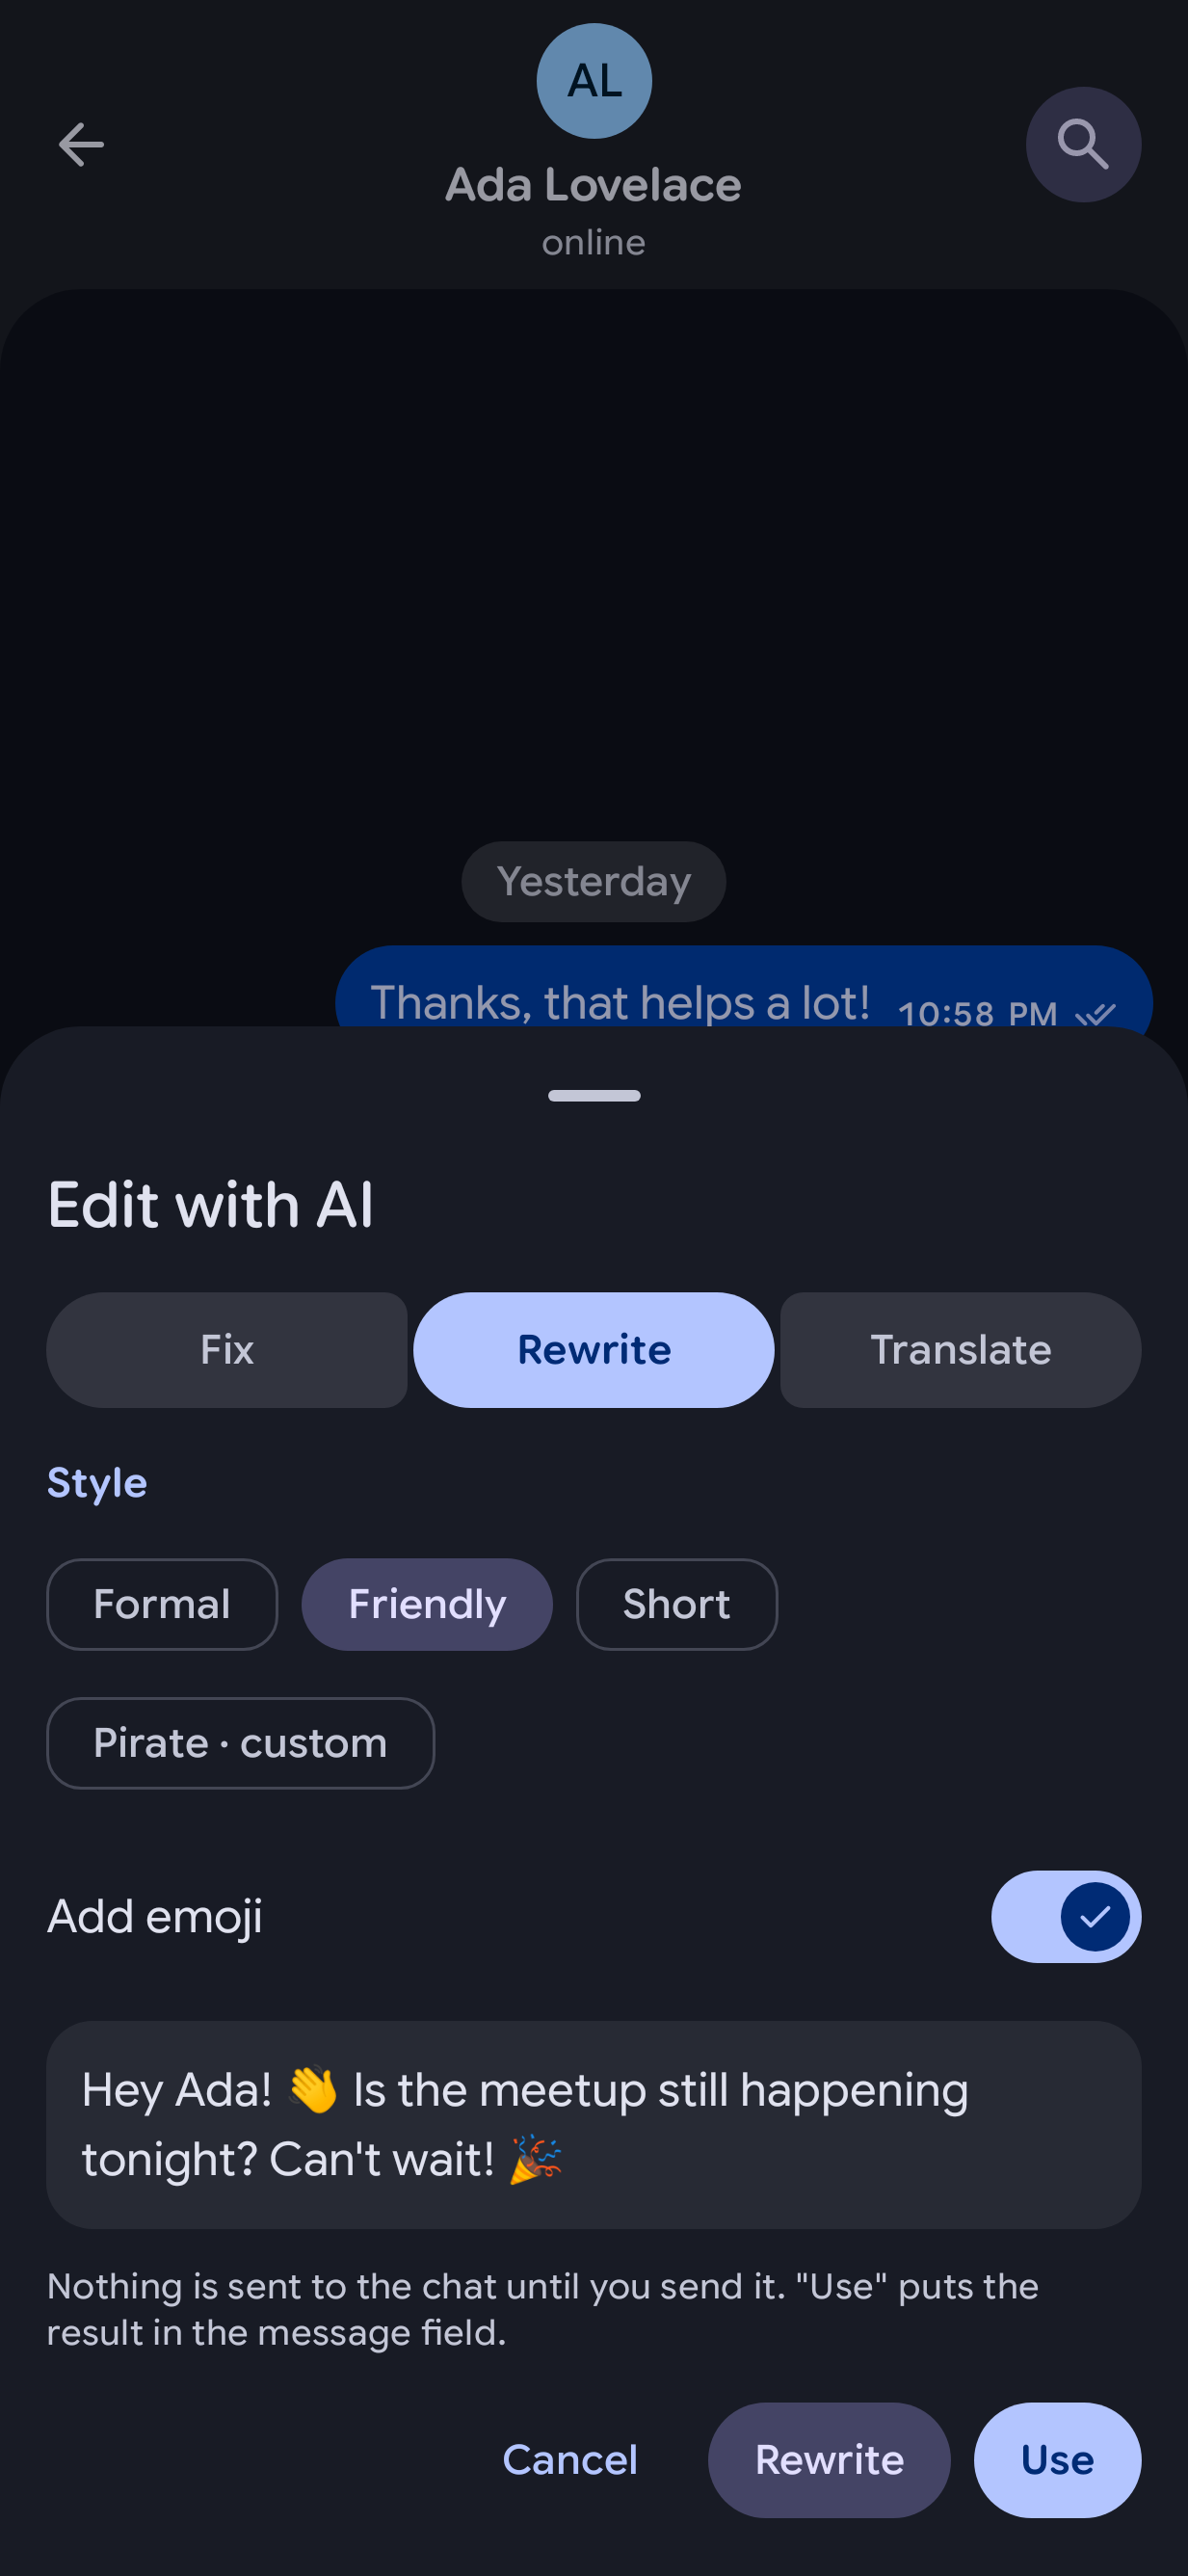 AL
Ada Lovelace
online
Yesterday
Thanks, that helps a lot! 10:58 PM
Edit with AI
Fix Rewrite Translate
Style
Formal Friendly Short
Pirate · custom
Add emoji
Hey Ada! 👋 Is the meetup still happening
tonight? Can't wait! 🎉
Nothing is sent to the chat until you send it. "Use" puts the
result in the message field.
Cancel Rewrite Use